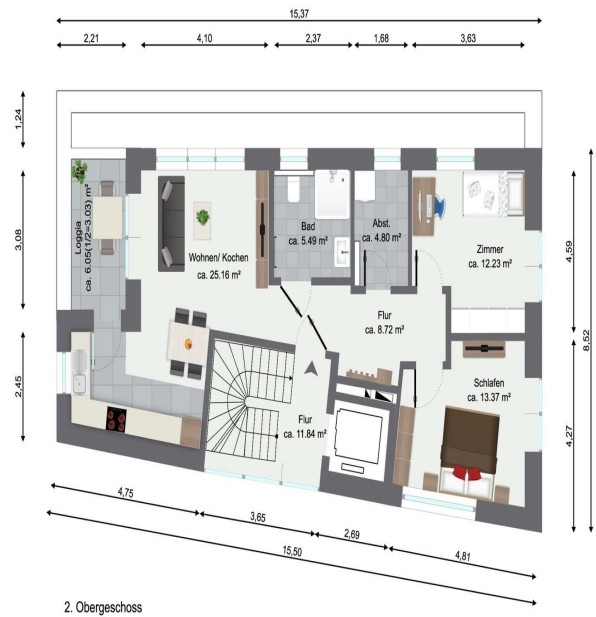 15,37
2,21
4,10
2,37
1,68
3,63
1,24
3,08
2,45
4,59
8,52
4,27
Loggia
ca. 6.05(1/2=3.03) m²
Wohnen/ Kochen
ca. 25.16 m²
Bad
ca. 5.49 m²
Abst.
ca. 4.80 m²
Zimmer
ca. 12.23 m²
Flur
ca. 8.72 m²
Schlafen
ca. 13.37 m²
Flur
ca. 11.84 m²
4,75
3,65
2,69
4,81
15,50
2. Obergeschoss